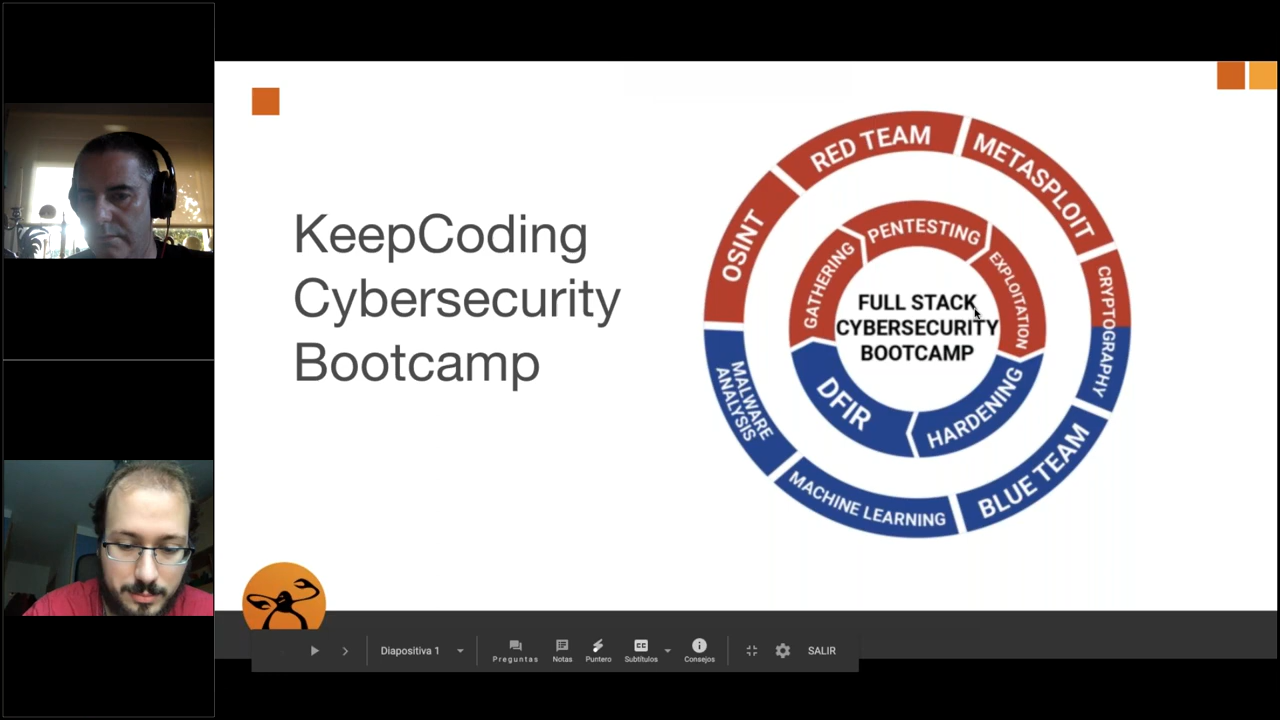 KeepCoding
Cybersecurity
Bootcamp
RED TEAM
METASPLOIT
CRYPTOGRAPHY
BLUE TEAM
MACHINE LEARNING
MALWARE
ANALYSIS
OSINT
PENTESTING
EXPLOITATION
HARDENING
DFIR
GATHERING
FULL STACK
CYBERSECURITY
BOOTCAMP
Diapositiva 1
Preguntas
Notas
Puntero
CC
Subtítulos
Consejos
SALIR